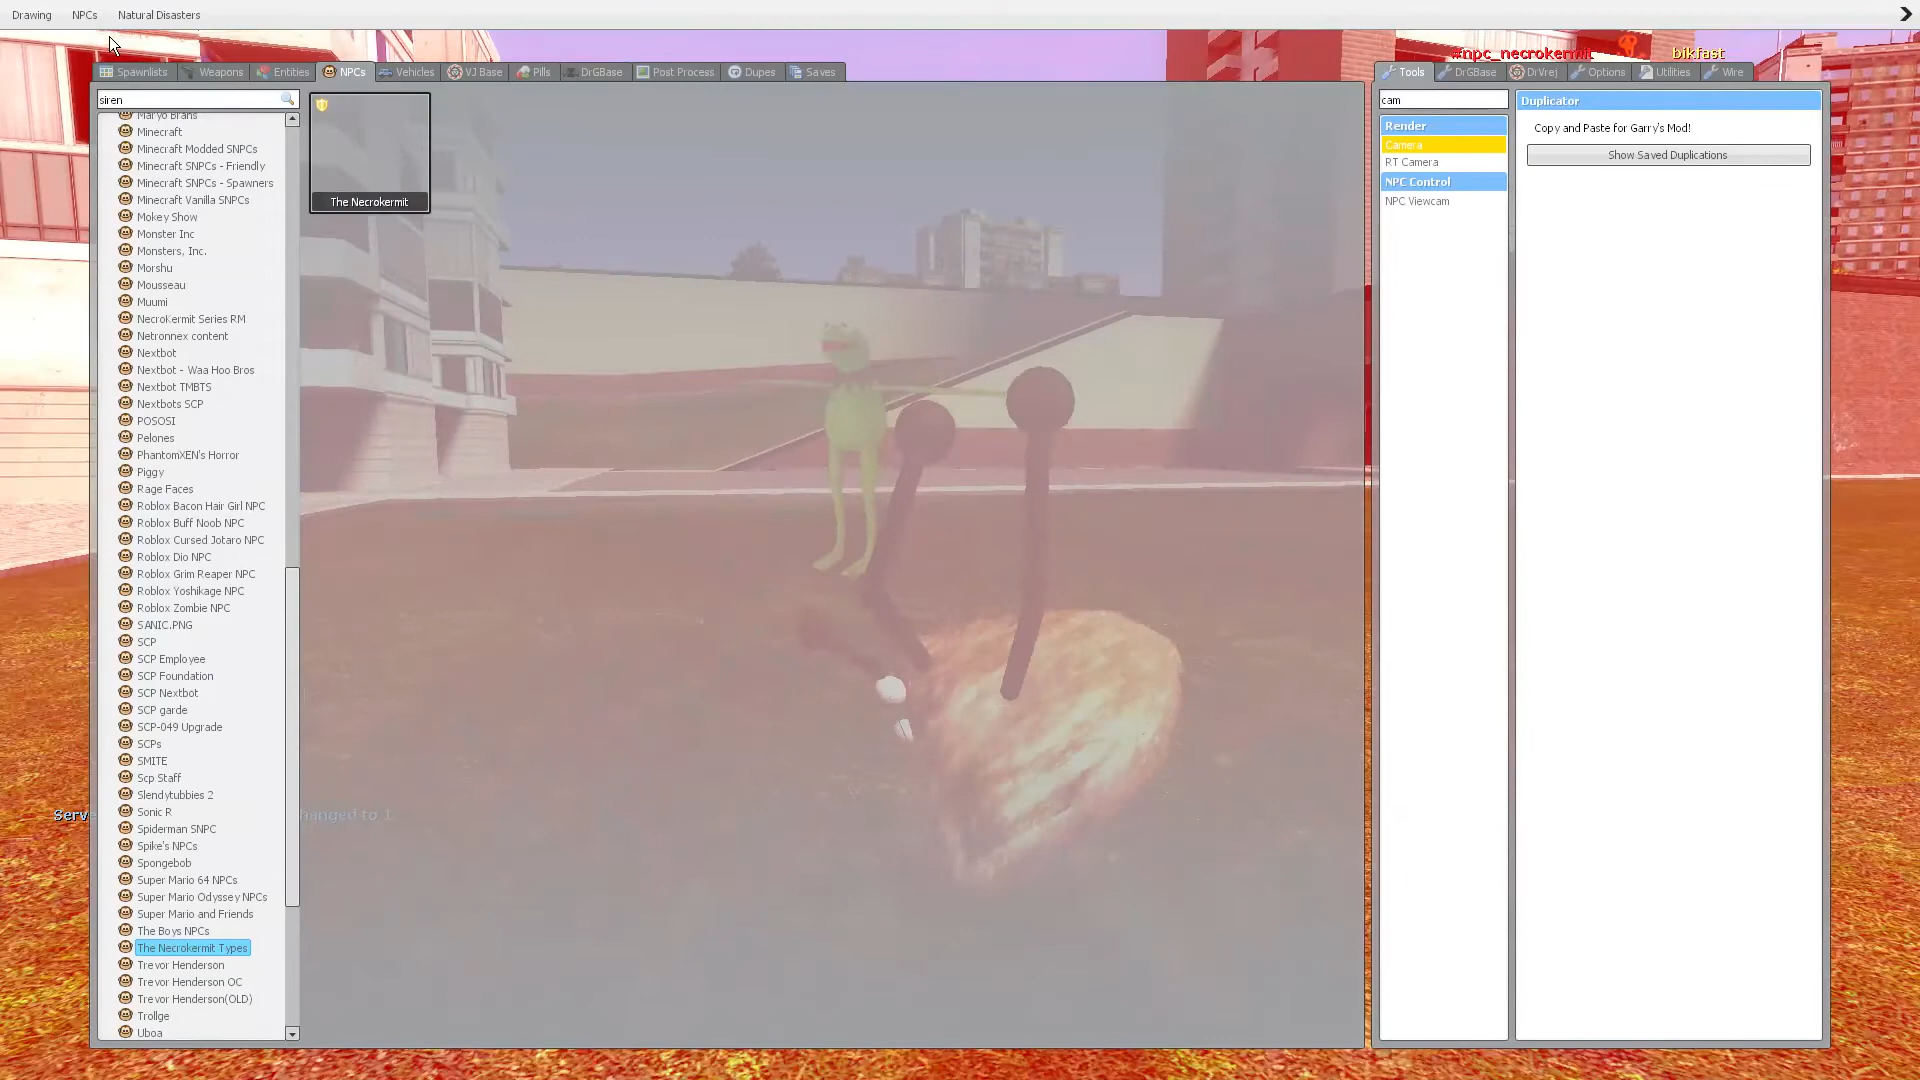 Drawing NPCs Natural Disasters
#npc_necrokermit bikfast
Spawnlists Weapons Entities NPCs Vehicles VJ Base Pills DrGBase Post Process Dupes Saves
Tools DrGBase DrVrej Options Utilities Wire
siren
Maryo Brans
Minecraft
Minecraft Modded SNPCs
Minecraft SNPCs - Friendly
Minecraft SNPCs - Spawners
Minecraft Vanilla SNPCs
Mokey Show
Monster Inc
Monsters, Inc.
Morshu
Mousseau
Muumi
NecroKermit Series RM
Netronnex content
Nextbot
Nextbot - Waa Hoo Bros
Nextbot TMBTS
Nextbots SCP
POSOSI
Pelones
PhantomXEN's Horror
Piggy
Rage Faces
Roblox Bacon Hair Girl NPC
Roblox Buff Noob NPC
Roblox Cursed Jotaro NPC
Roblox Dio NPC
Roblox Grim Reaper NPC
Roblox Yoshikage NPC
Roblox Zombie NPC
SANIC.PNG
SCP
SCP Employee
SCP Foundation
SCP Nextbot
SCP garde
SCP-049 Upgrade
SCPs
SMITE
Scp Staff
Slendytubbies 2
Sonic R
Spiderman SNPC
Spike's NPCs
Spongebob
Super Mario 64 NPCs
Super Mario Odyssey NPCs
Super Mario and Friends
The Boys NPCs
The Necrokermit Types
Trevor Henderson
Trevor Henderson OC
Trevor Henderson(OLD)
Trollge
Uboa
The Necrokermit
Serv
hanged to 1
cam
Render
Camera
RT Camera
NPC Control
NPC Viewcam
Duplicator
Copy and Paste for Garry's Mod!
Show Saved Duplications